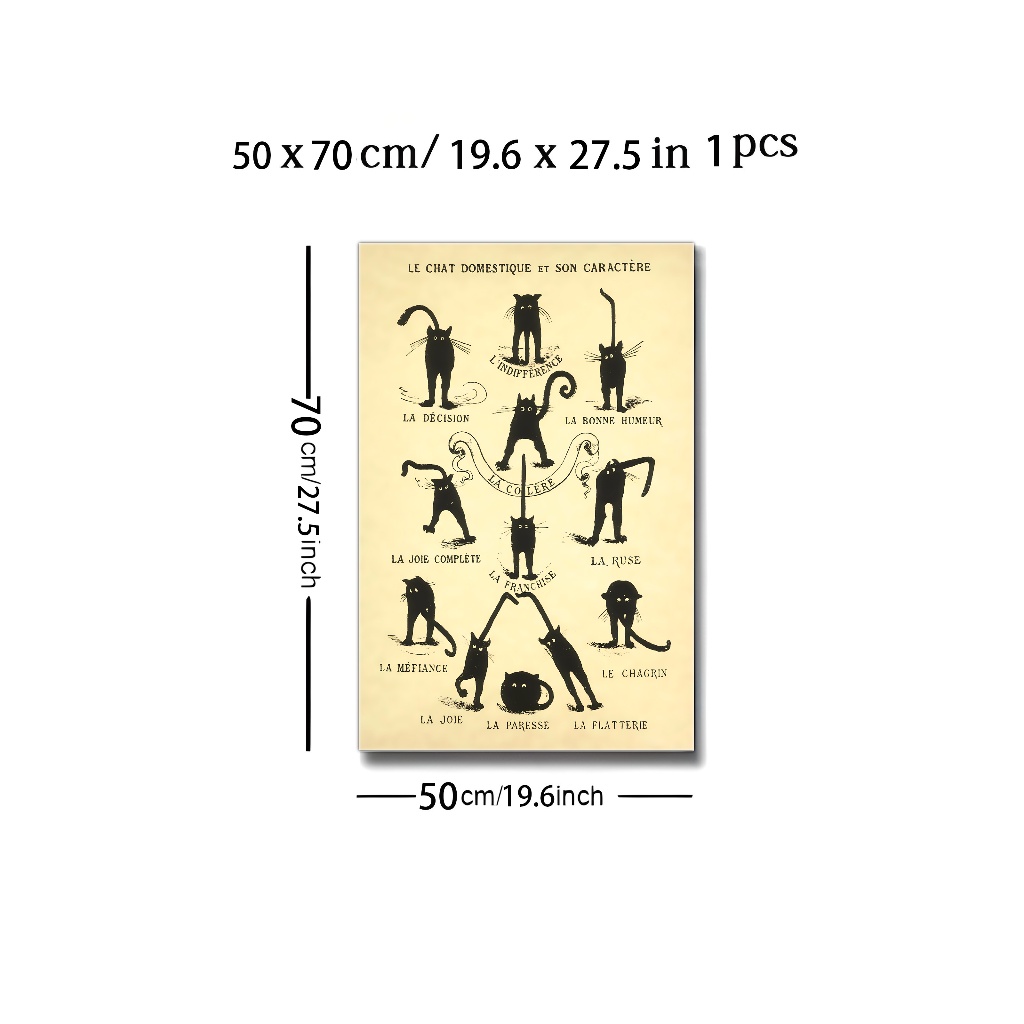 50 x 70 cm/ 19.6 x 27.5 in 1 pcs
LE CHAT DOMESTIQUE ET SON CARACTÈRE
L'INDIFFÉRENCE
LA DÉCISION
LA BONNE HUMEUR
LA COLÈRE
LA JOIE COMPLÈTE
LA RUSE
LA FRANCHISE
LA MÉFIANCE
LE CHAGRIN
LA JOIE
LA PARESSE
LA FLATTERIE
70cm/27.5inch
50cm/19.6inch